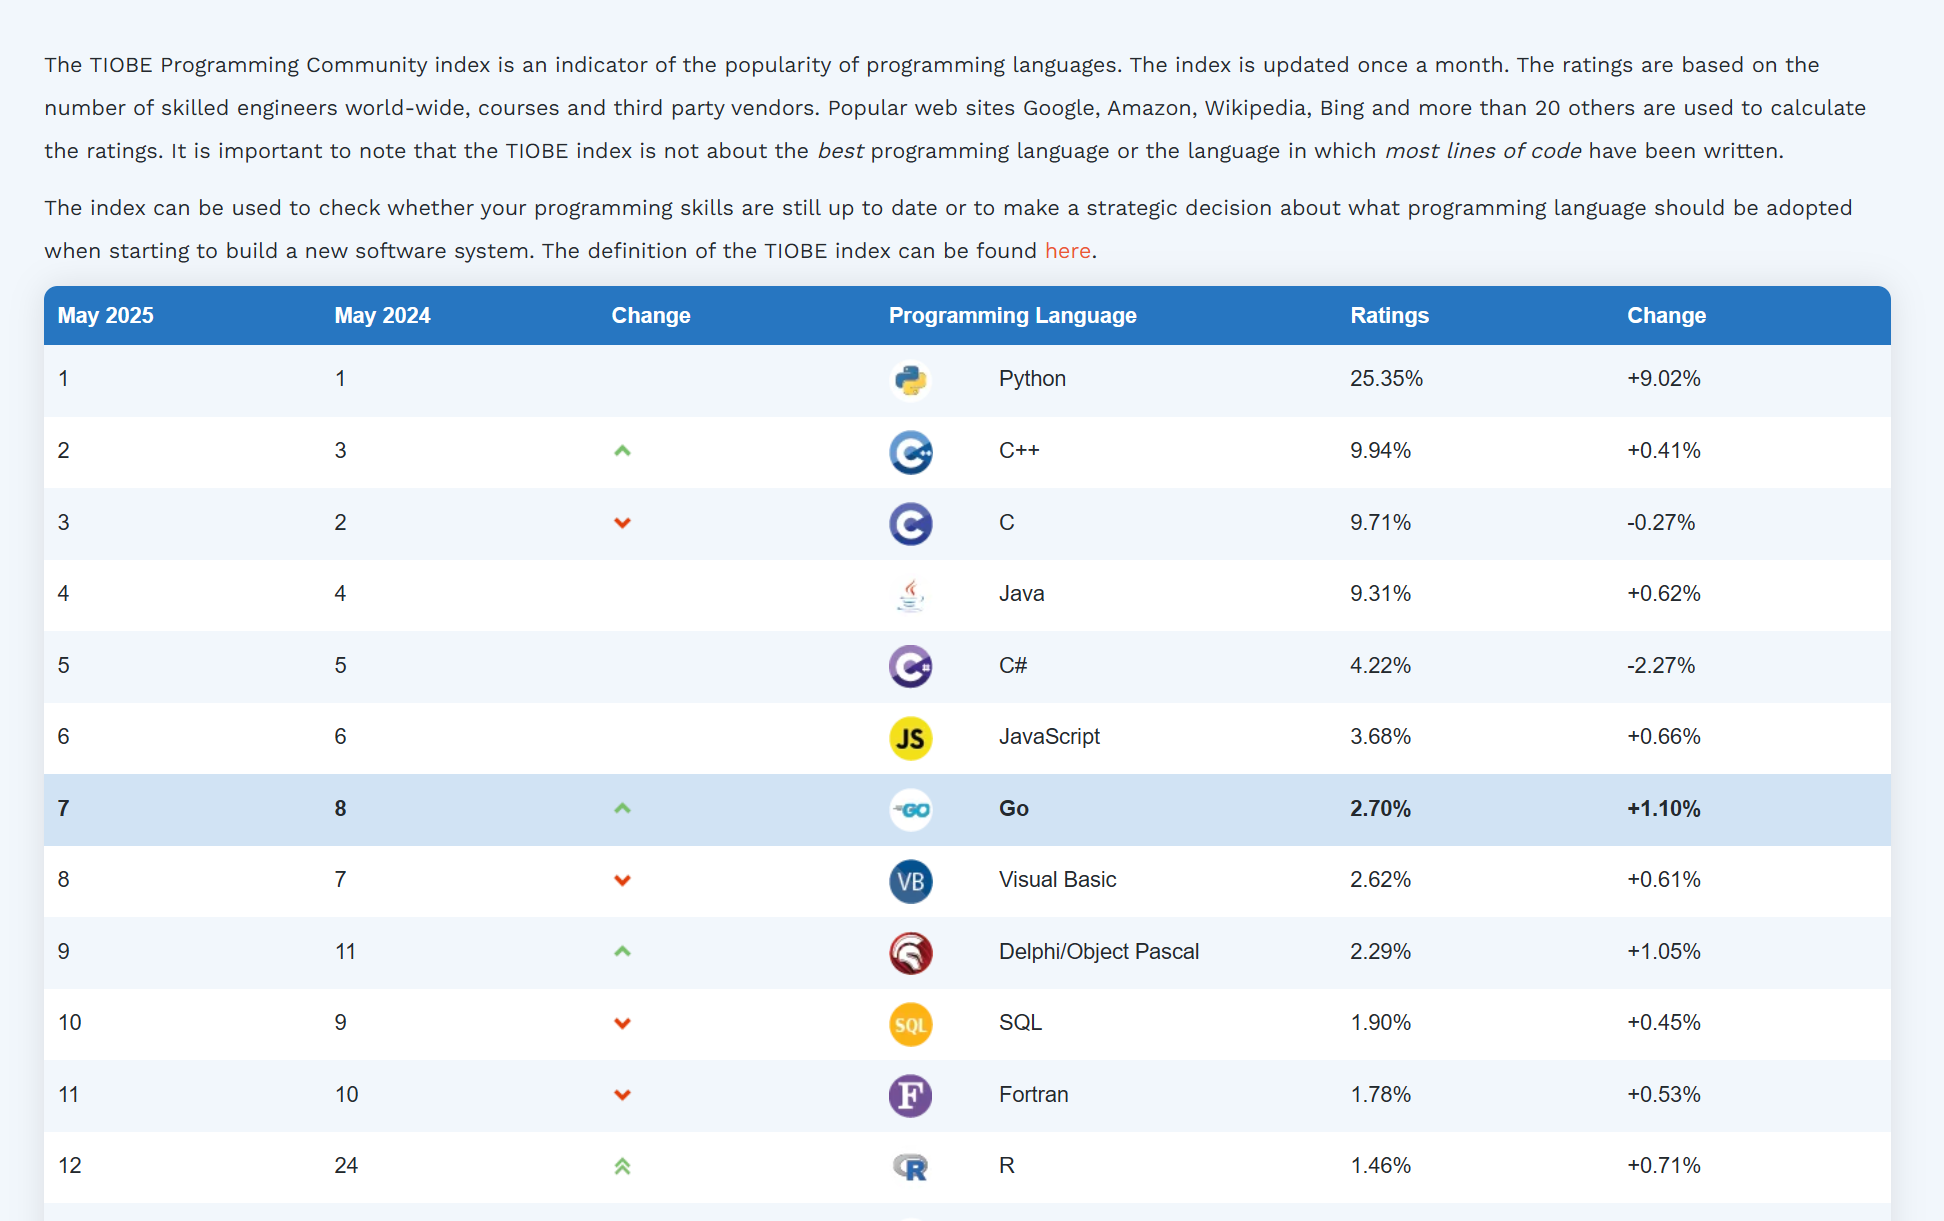 The TIOBE Programming Community index is an indicator of the popularity of programming languages. The index is updated once a month. The ratings are based on the
number of skilled engineers world-wide, courses and third party vendors. Popular web sites Google, Amazon, Wikipedia, Bing and more than 20 others are used to calculate
the ratings. It is important to note that the TIOBE index is not about the best programming language or the language in which most lines of code have been written.
The index can be used to check whether your programming skills are still up to date or to make a strategic decision about what programming language should be adopted
when starting to build a new software system. The definition of the TIOBE index can be found here.
May 2025 May 2024 Change Programming Language Ratings Change
1 1 Python 25.35% +9.02%
2 3 C++ C++ 9.94% +0.41%
3 2 C C 9.71% -0.27%
4 4 Java 9.31% +0.62%
5 5 C# C# 4.22% -2.27%
6 6 JS JavaScript 3.68% +0.66%
7 8 GO Go 2.70% +1.10%
8 7 VB Visual Basic 2.62% +0.61%
9 11 Delphi/Object Pascal 2.29% +1.05%
10 9 SQL SQL 1.90% +0.45%
11 10 F Fortran 1.78% +0.53%
12 24 R R 1.46% +0.71%